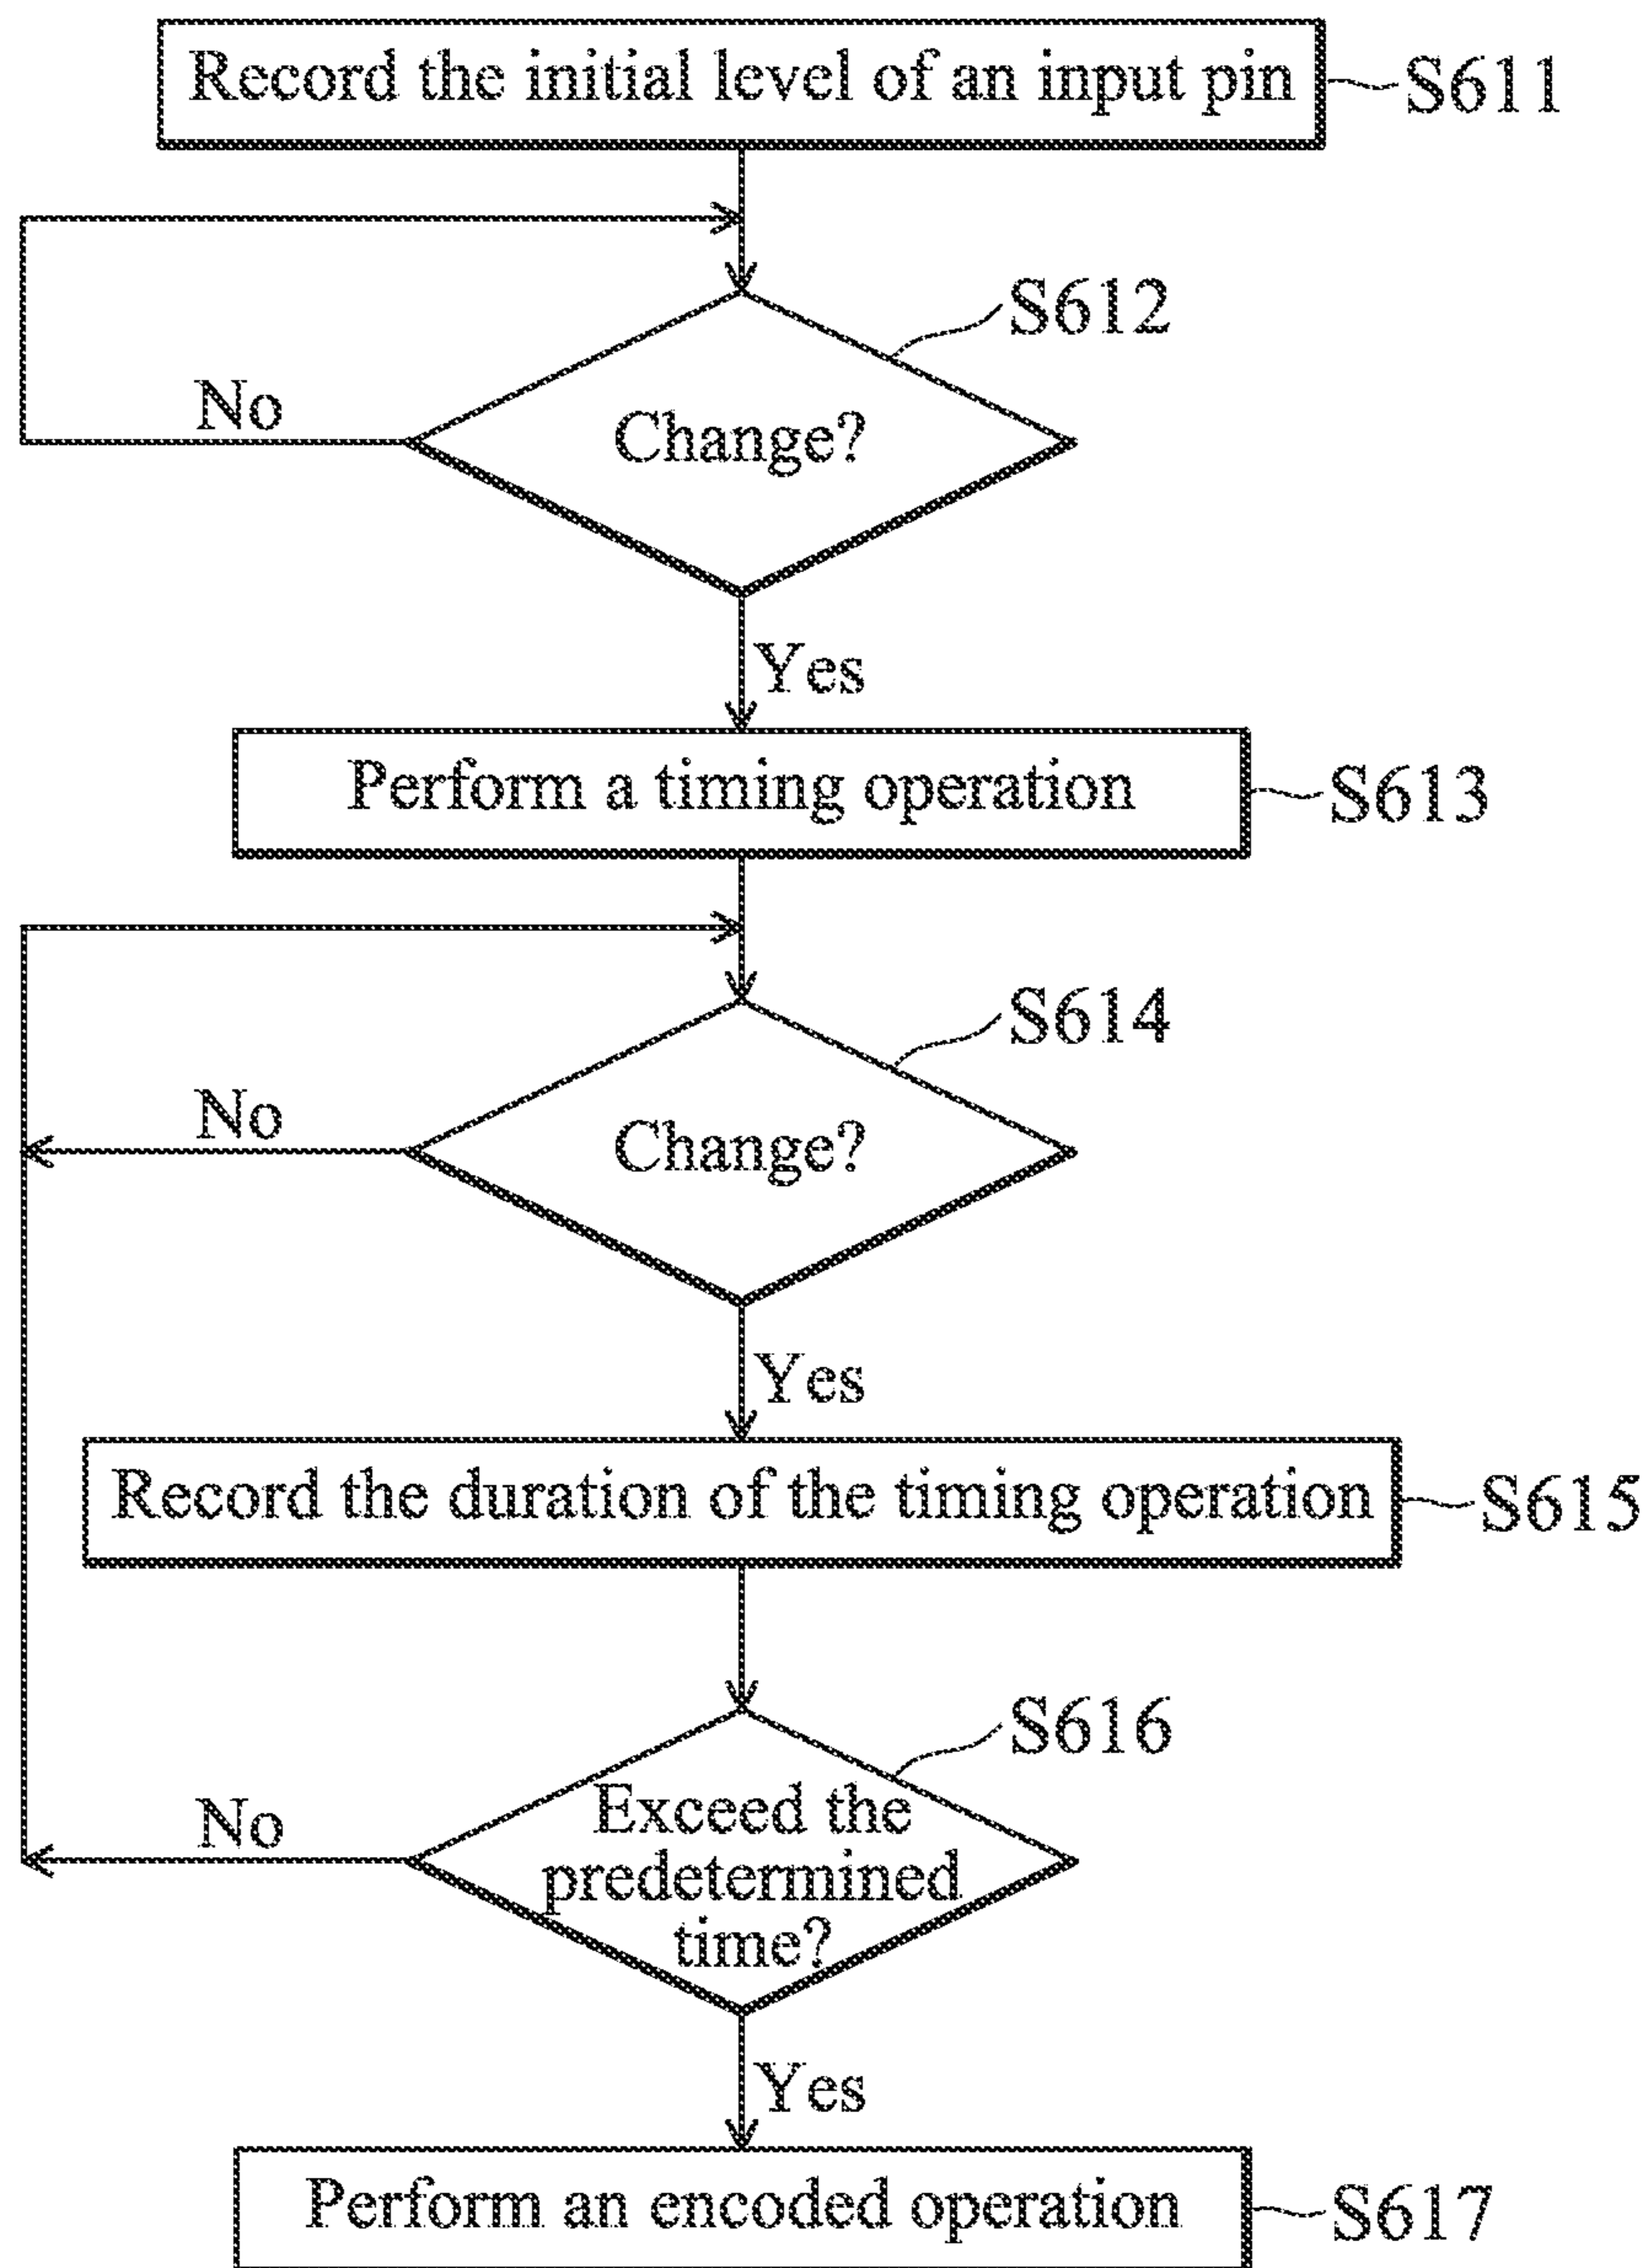 Record the initial level of an input pin
S611
S612
No
Change?
Yes
Perform a timing operation
S613
S614
No
Change?
Yes
Record the duration of the timing operation
S615
S616
No
Exceed the
predetermined
time?
Yes
Perform an encoded operation
S617